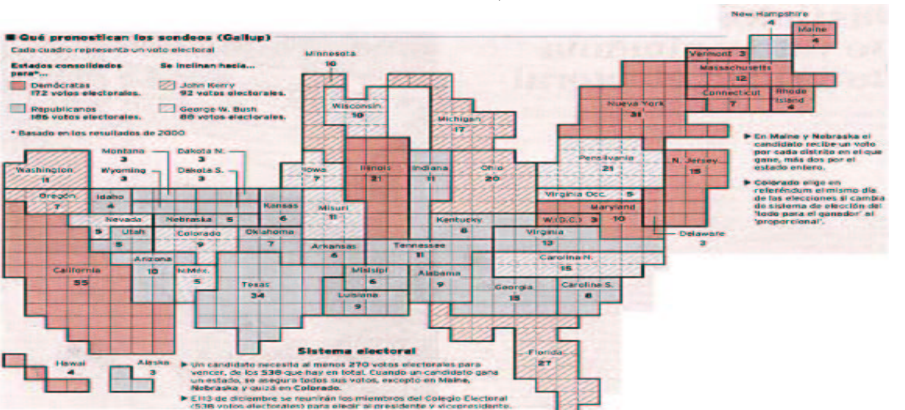 ■ Qué pronostican los sondeos (Gallup)
Cada cuadro representa un voto electoral
Estados consolidados
para*...
Demócratas
172 votos electorales.
Republicanos
votos electorales.
Se inclinan hacia...
John Kerry
92 votos electorales.
George W. Bush
votos electorales.
* Basado en los resultados de 2000
New Hampshire
4
Maine
4
Vermont 3
Massachusetts
12
Connecticut
7
Rhode
Island
4
Minnesota
10
Wisconsin
10
Michigan
17
Nueva York
31
Pensilvania
21
N. Jersey
15
Washington
11
Montana
3
Dakota N.
3
Wyoming
3
Dakota S.
3
Oregón
7
Idaho
4
Iowa
7
Illinois
21
Indiana
11
Ohio
20
Virginia Occ. 5
Maryland
10
W.(D.C.) 3
Delaware
3
Nevada
5
Utah
5
Nebraska 5
Colorado
9
Kansas
6
Misuri
11
Kentucky
8
Virginia
13
California
55
Arizona
10
N. Méx.
5
Oklahoma
7
Arkansas
6
Tennessee
11
Carolina N.
15
Texas
34
Misisipí
6
Alabama
9
Georgia
15
Carolina S.
8
Luisiana
9
Florida
27
Hawai
4
Alaska
3
► En Maine y Nebraska el
candidato recibe un voto
por cada distrito en el que
gane, más dos por el
estado entero.
► Colorado elige en
referéndum el mismo día
de las elecciones si cambia
de sistema de elección del
'todo para el ganador' al
'proporcional'.
Sistema electoral
► Un candidato necesita al menos 270 votos electorales para
vencer, de los 538 que hay en total. Cuando un candidato gana
un estado, se asegura todos sus votos, excepto en Maine,
Nebraska y quizá en Colorado.
► El 13 de diciembre se reunirán los miembros del Colegio Electoral
(538 votos electorales) para elegir al presidente y vicepresidente.